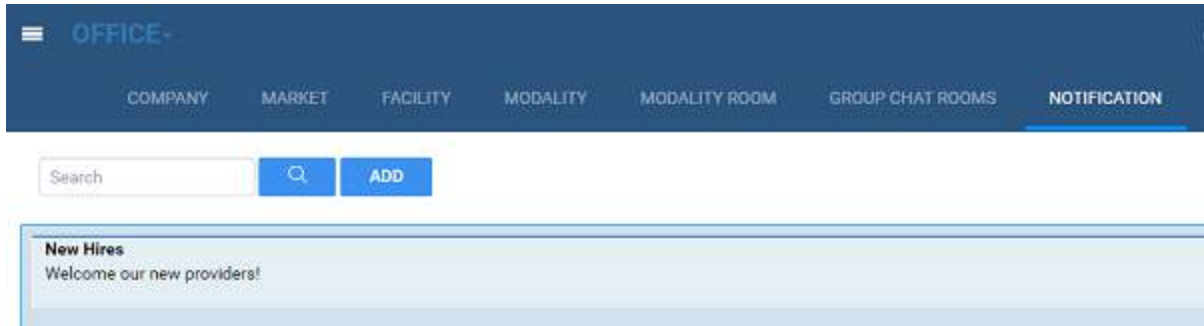 OFFICE-
COMPANY MARKET FACILITY MODALITY MODALITY ROOM GROUP CHAT ROOMS NOTIFICATION
Search ADD
New Hires
Welcome our new providers!